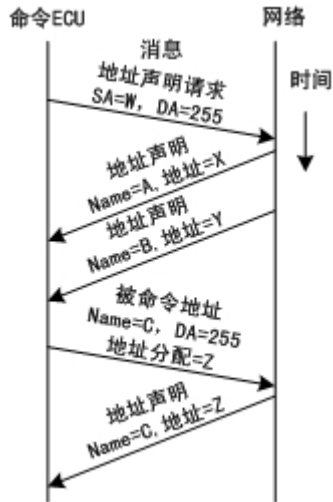 命令ECU
网络
消息
时间
地址声明请求
SA=W, DA=255
地址声明
Name=A,地址=X
地址声明
Name=B,地址=Y
被命令地址
Name=C, DA=255
地址分配=Z
地址声明
Name=C,地址=Z